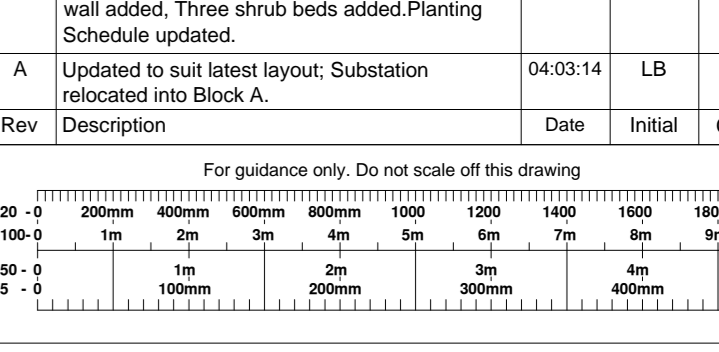 wall added, Three shrub beds added.Planting
Schedule updated.
A Updated to suit latest layout; Substation 04:03:14 LB
relocated into Block A.
Rev Description Date Initial
For guidance only. Do not scale off this drawing
20 - 0 200mm 400mm 600mm 800mm 1000 1200 1400 1600 180
100- 0 1m 2m 3m 4m 5m 6m 7m 8m 9
50 - 0 1m 2m 3m 4m
5 - 0 100mm 200mm 300mm 400mm